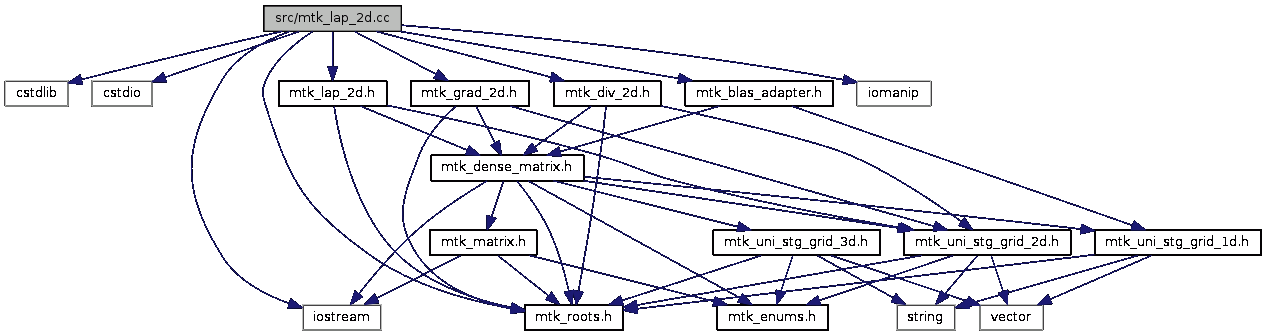 src/mtk_lap_2d.cc
cstdlib
cstdio
mtk_lap_2d.h
mtk_grad_2d.h
mtk_div_2d.h
mtk_blas_adapter.h
iomanip
mtk_dense_matrix.h
mtk_matrix.h
mtk_uni_stg_grid_3d.h
mtk_uni_stg_grid_2d.h
mtk_uni_stg_grid_1d.h
iostream
mtk_roots.h
mtk_enums.h
string
vector